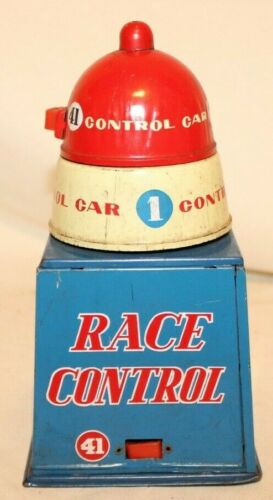 41 CONTROL CAR
OL CAR 1 CONT
RACE
CONTROL
41